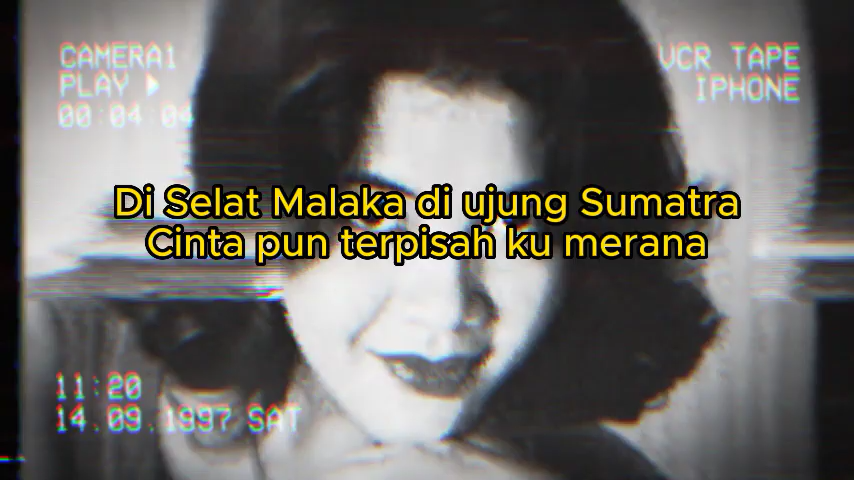 CAMERA1
PLAY
00:04.04
VCR TAPE
IPHONE
Di Selat Malaka di ujung Sumatra
Cinta pun terpisah ku merana
11:20
14.09.1997 SAT